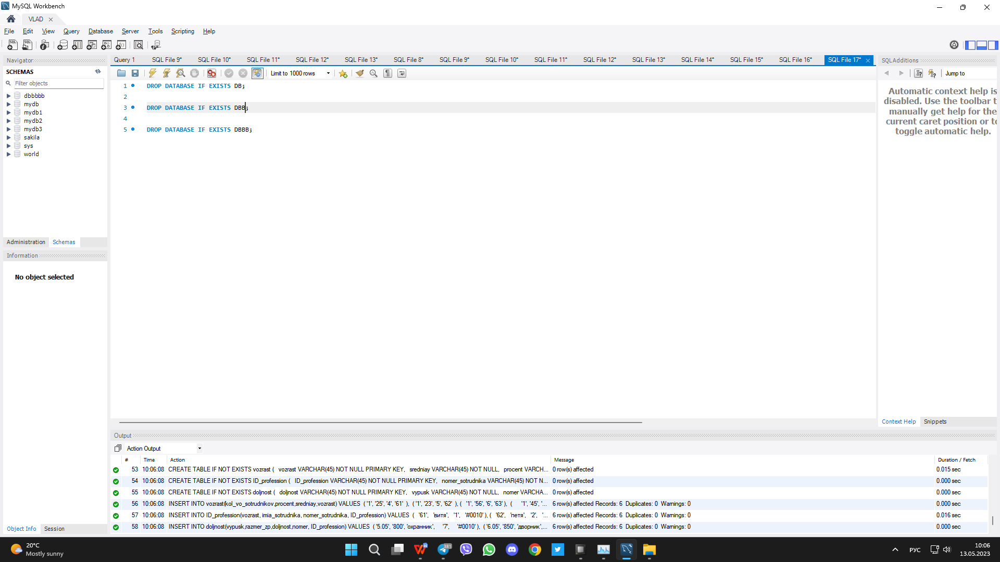 MySQL Workbench
VLAD
File Edit View Query Database Server Tools Scripting Help
Navigator
SCHEMAS
Filter objects
dbbbbb
mydb
mydb1
mydb2
mydb3
sakila
sys
world
Administration Schemas
Information
No object selected
Object Info Session
Query 1 SQL File 9* SQL File 10* SQL File 11* SQL File 12* SQL File 13* SQL File 8* SQL File 9* SQL File 10* SQL File 11* SQL File 12* SQL File 13* SQL File 14* SQL File 15* SQL File 16* SQL File 17*
Limit to 1000 rows
1 DROP DATABASE IF EXISTS DB;
2
3 DROP DATABASE IF EXISTS DBB;
4
5 DROP DATABASE IF EXISTS DBBB;
SQLAdditions
Jump to
Automatic context help is
disabled. Use the toolbar t
manually get help for the
current caret position or to
toggle automatic help.
Context Help Snippets
Output
Action Output
# Time Action Message Duration / Fetch
53 10:06:08 CREATE TABLE IF NOT EXISTS vozrast ( vozrast VARCHAR(45) NOT NULL PRIMARY KEY, sredniay VARCHAR(45) NOT NULL, procent VARCH... 0 row(s) affected 0.015 sec
54 10:06:08 CREATE TABLE IF NOT EXISTS ID_profession ( ID_profession VARCHAR(45) NOT NULL PRIMARY KEY, nomer_sotrudnika VARCHAR(45) NOT N... 0 row(s) affected 0.000 sec
55 10:06:08 CREATE TABLE IF NOT EXISTS doljnost ( doljnost VARCHAR(45) NOT NULL PRIMARY KEY, vypusk VARCHAR(45) NOT NULL, nomer VARCHA... 0 row(s) affected 0.000 sec
56 10:06:08 INSERT INTO vozrast(kol_vo_sotrudnikov,procent,sredniay,vozrast) VALUES ( '1', '25', '4', '61' ), ( '1', '23', '5', '62' ), ( '1', '56', '6', '63' ), ( '1', '45', '... 6 row(s) affected Records: 6 Duplicates: 0 Warnings: 0 0.000 sec
57 10:06:08 INSERT INTO ID_profession(vozrast, imia_sotrudnika, nomer_sotrudnika, ID_profession) VALUES ( '61', 'витя', '1', '#0010' ), ( '62', 'петя', '2', '... 6 row(s) affected Records: 6 Duplicates: 0 Warnings: 0 0.016 sec
58 10:06:08 INSERT INTO doljnost(vypusk,razmer_zp,doljnost,nomer, ID_profession) VALUES ( '5.05', '800', 'охранник', '7', '#0010' ), ( '6.05', '850', 'дворник',... 6 row(s) affected Records: 6 Duplicates: 0 Warnings: 0 0.000 sec
20°C
Mostly sunny
381
РУС
10:06
13.05.2023